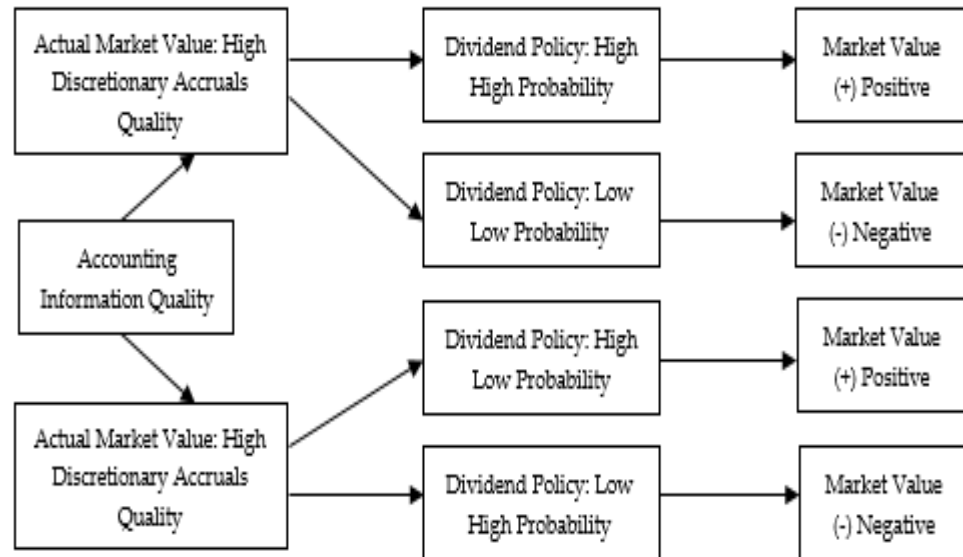 Actual Market Value: High
Discretionary Accruals
Quality
Dividend Policy: High
High Probability
Market Value
(+) Positive
Dividend Policy: Low
Low Probability
Market Value
(-) Negative
Accounting
Information Quality
Dividend Policy: High
Low Probability
Market Value
(+) Positive
Actual Market Value: High
Discretionary Accruals
Quality
Dividend Policy: Low
High Probability
Market Value
(-) Negative